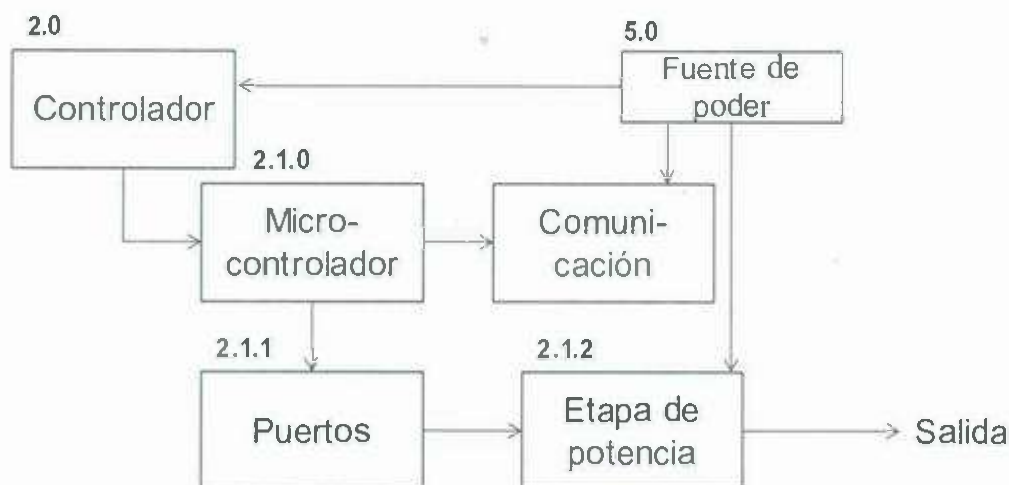 2.0
Controlador
5.0
Fuente de
poder
2.1.0
Micro-
controlador
Comuni-
cación
2.1.1
Puertos
2.1.2
Etapa de
potencia
Salida